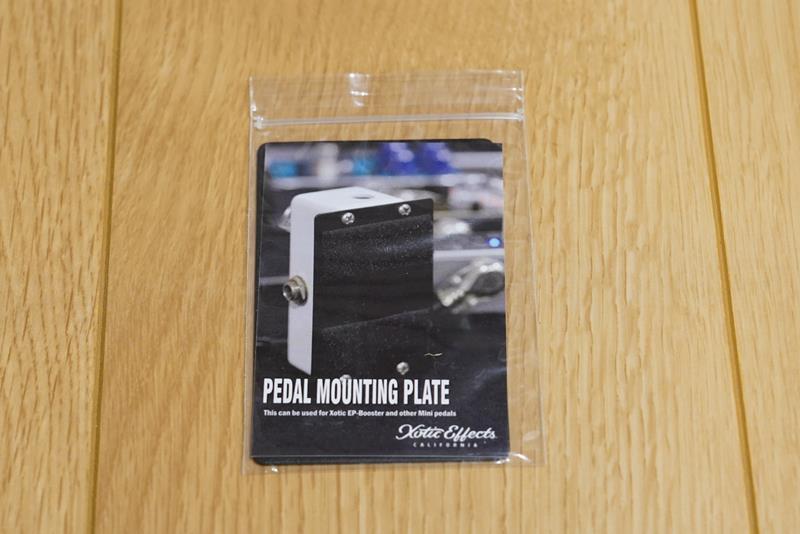 PEDAL MOUNTING PLATE
This can be used for Xotic EP-Booster and other Mini pedals
Xotic Effects
CALIFORNIA